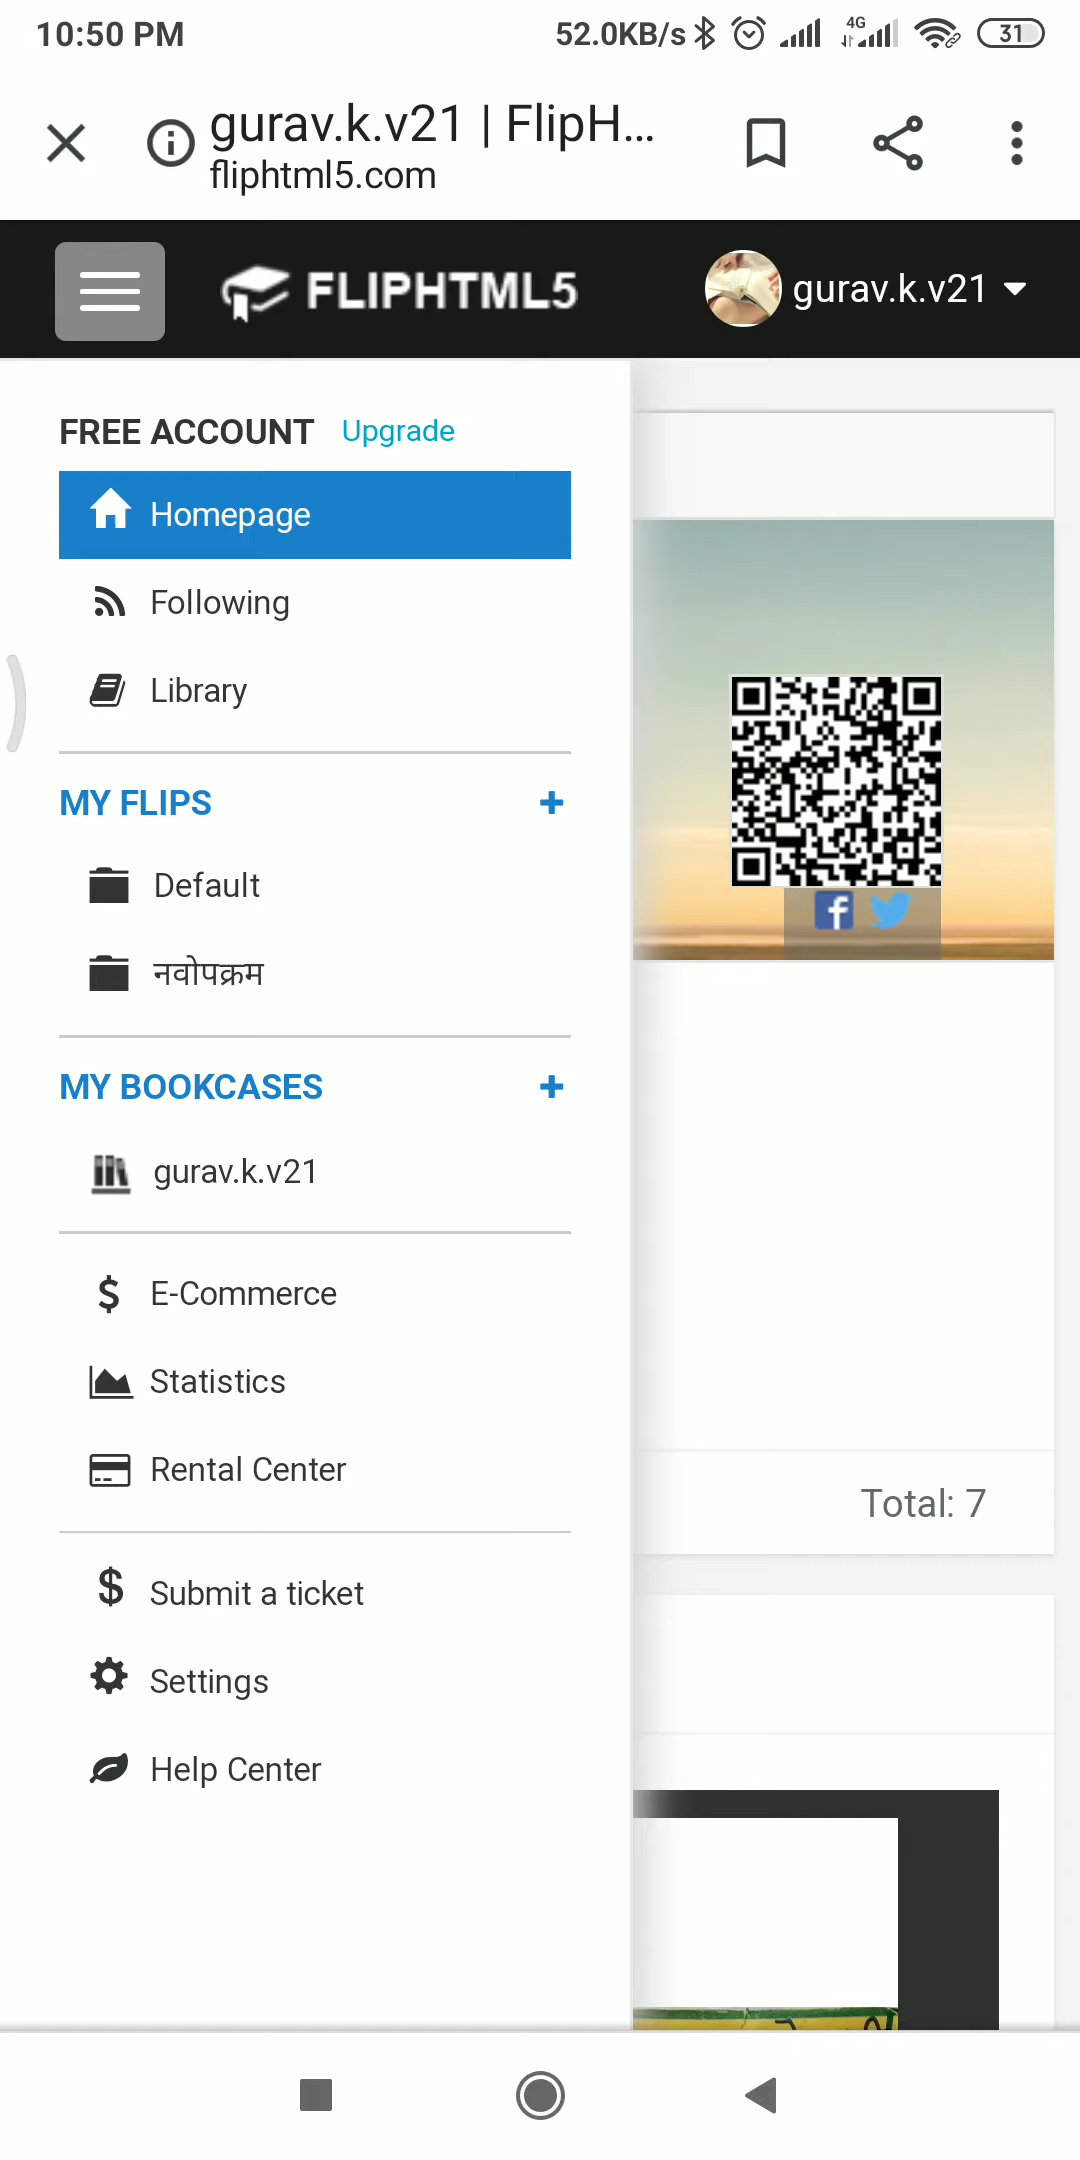 10:50 PM
52.0KB/s
4G
31
gurav.k.v21 | FlipH...
fliphtml5.com
FLIPHTML5
gurav.k.v21
FREE ACCOUNT Upgrade
Homepage
Following
Library
MY FLIPS +
Default
नवोपक्रम
MY BOOKCASES +
gurav.k.v21
$ E-Commerce
Statistics
Rental Center
Total: 7
$ Submit a ticket
Settings
Help Center